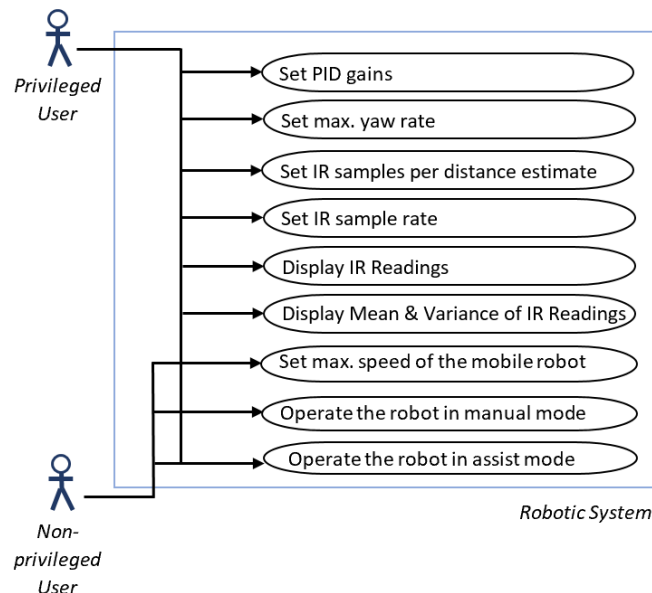 Privileged
User
Set PID gains
Set max. yaw rate
Set IR samples per distance estimate
Set IR sample rate
Display IR Readings
Display Mean & Variance of IR Readings
Set max. speed of the mobile robot
Operate the robot in manual mode
Operate the robot in assist mode
Robotic System
Non-
privileged
User